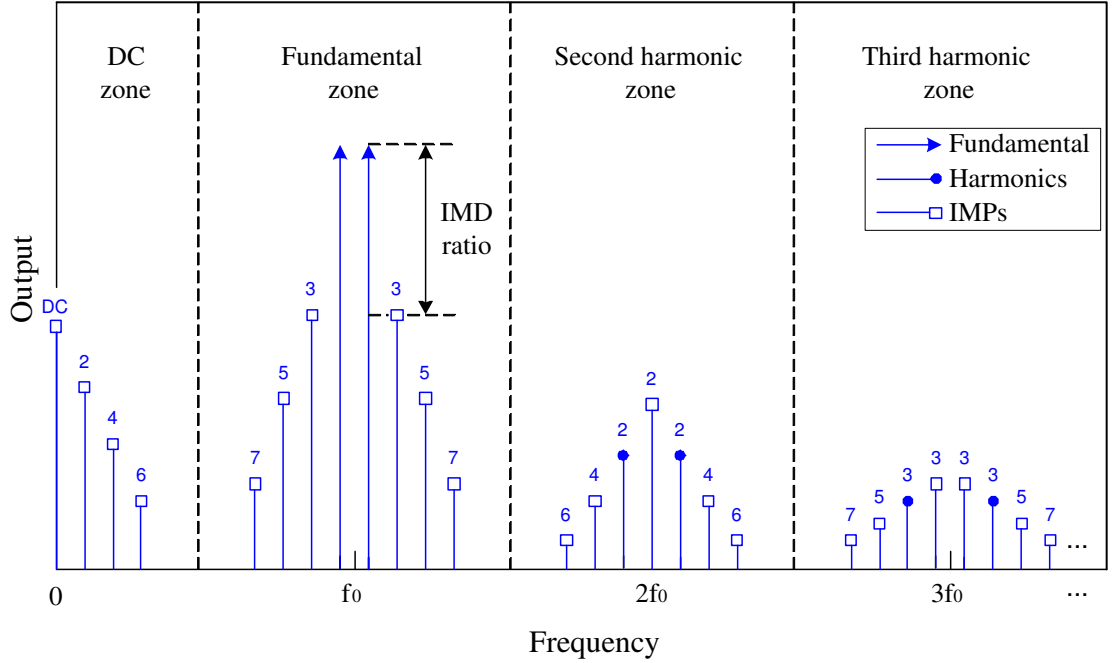 DC
zone
Fundamental
zone
Second harmonic
zone
Third harmonic
zone
Fundamental
Harmonics
IMPs
IMD
ratio
Output
DC
2
4
6
7
5
3
3
5
7
6
4
2
2
2
4
6
7
5
3
3
3
3
5
7
...
0
f0
2f0
3f0
...
Frequency